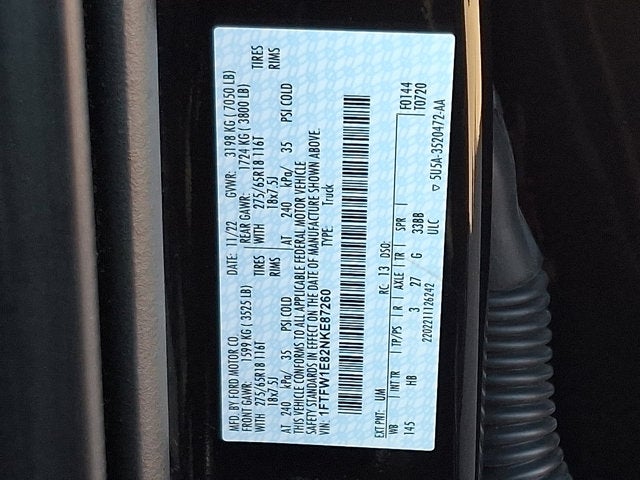 MFD. BY FORD MOTOR CO. DATE: 11/22 GVWR: 3198 KG ( 7050 LB)
FRONT GAWR: 1599 KG ( 3525 LB) REAR GAWR: 1724 KG ( 3800 LB)
WITH 275/65R18 116T TIRES WITH 275/65R18 116T TIRES
18x7.5J RIMS 18x7.5J RIMS
AT 240 kPa/ 35 PSI COLD AT 240 kPa/ 35 PSI COLD
THIS VEHICLE CONFORMS TO ALL APPLICABLE FEDERAL MOTOR VEHICLE
SAFETY STANDARDS IN EFFECT ON THE DATE OF MANUFACTURE SHOWN ABOVE.
VIN: 1FTFW1E82NKE87260 TYPE: Truck
EXT PNT: UM RC: 13 DSO: F0144
T0720
WB INT TR TP/PS R AXLE TR SPR
145 HB 3 27 G 33BB
ULC ▽ 5U5A-3520472-AA
220221126242